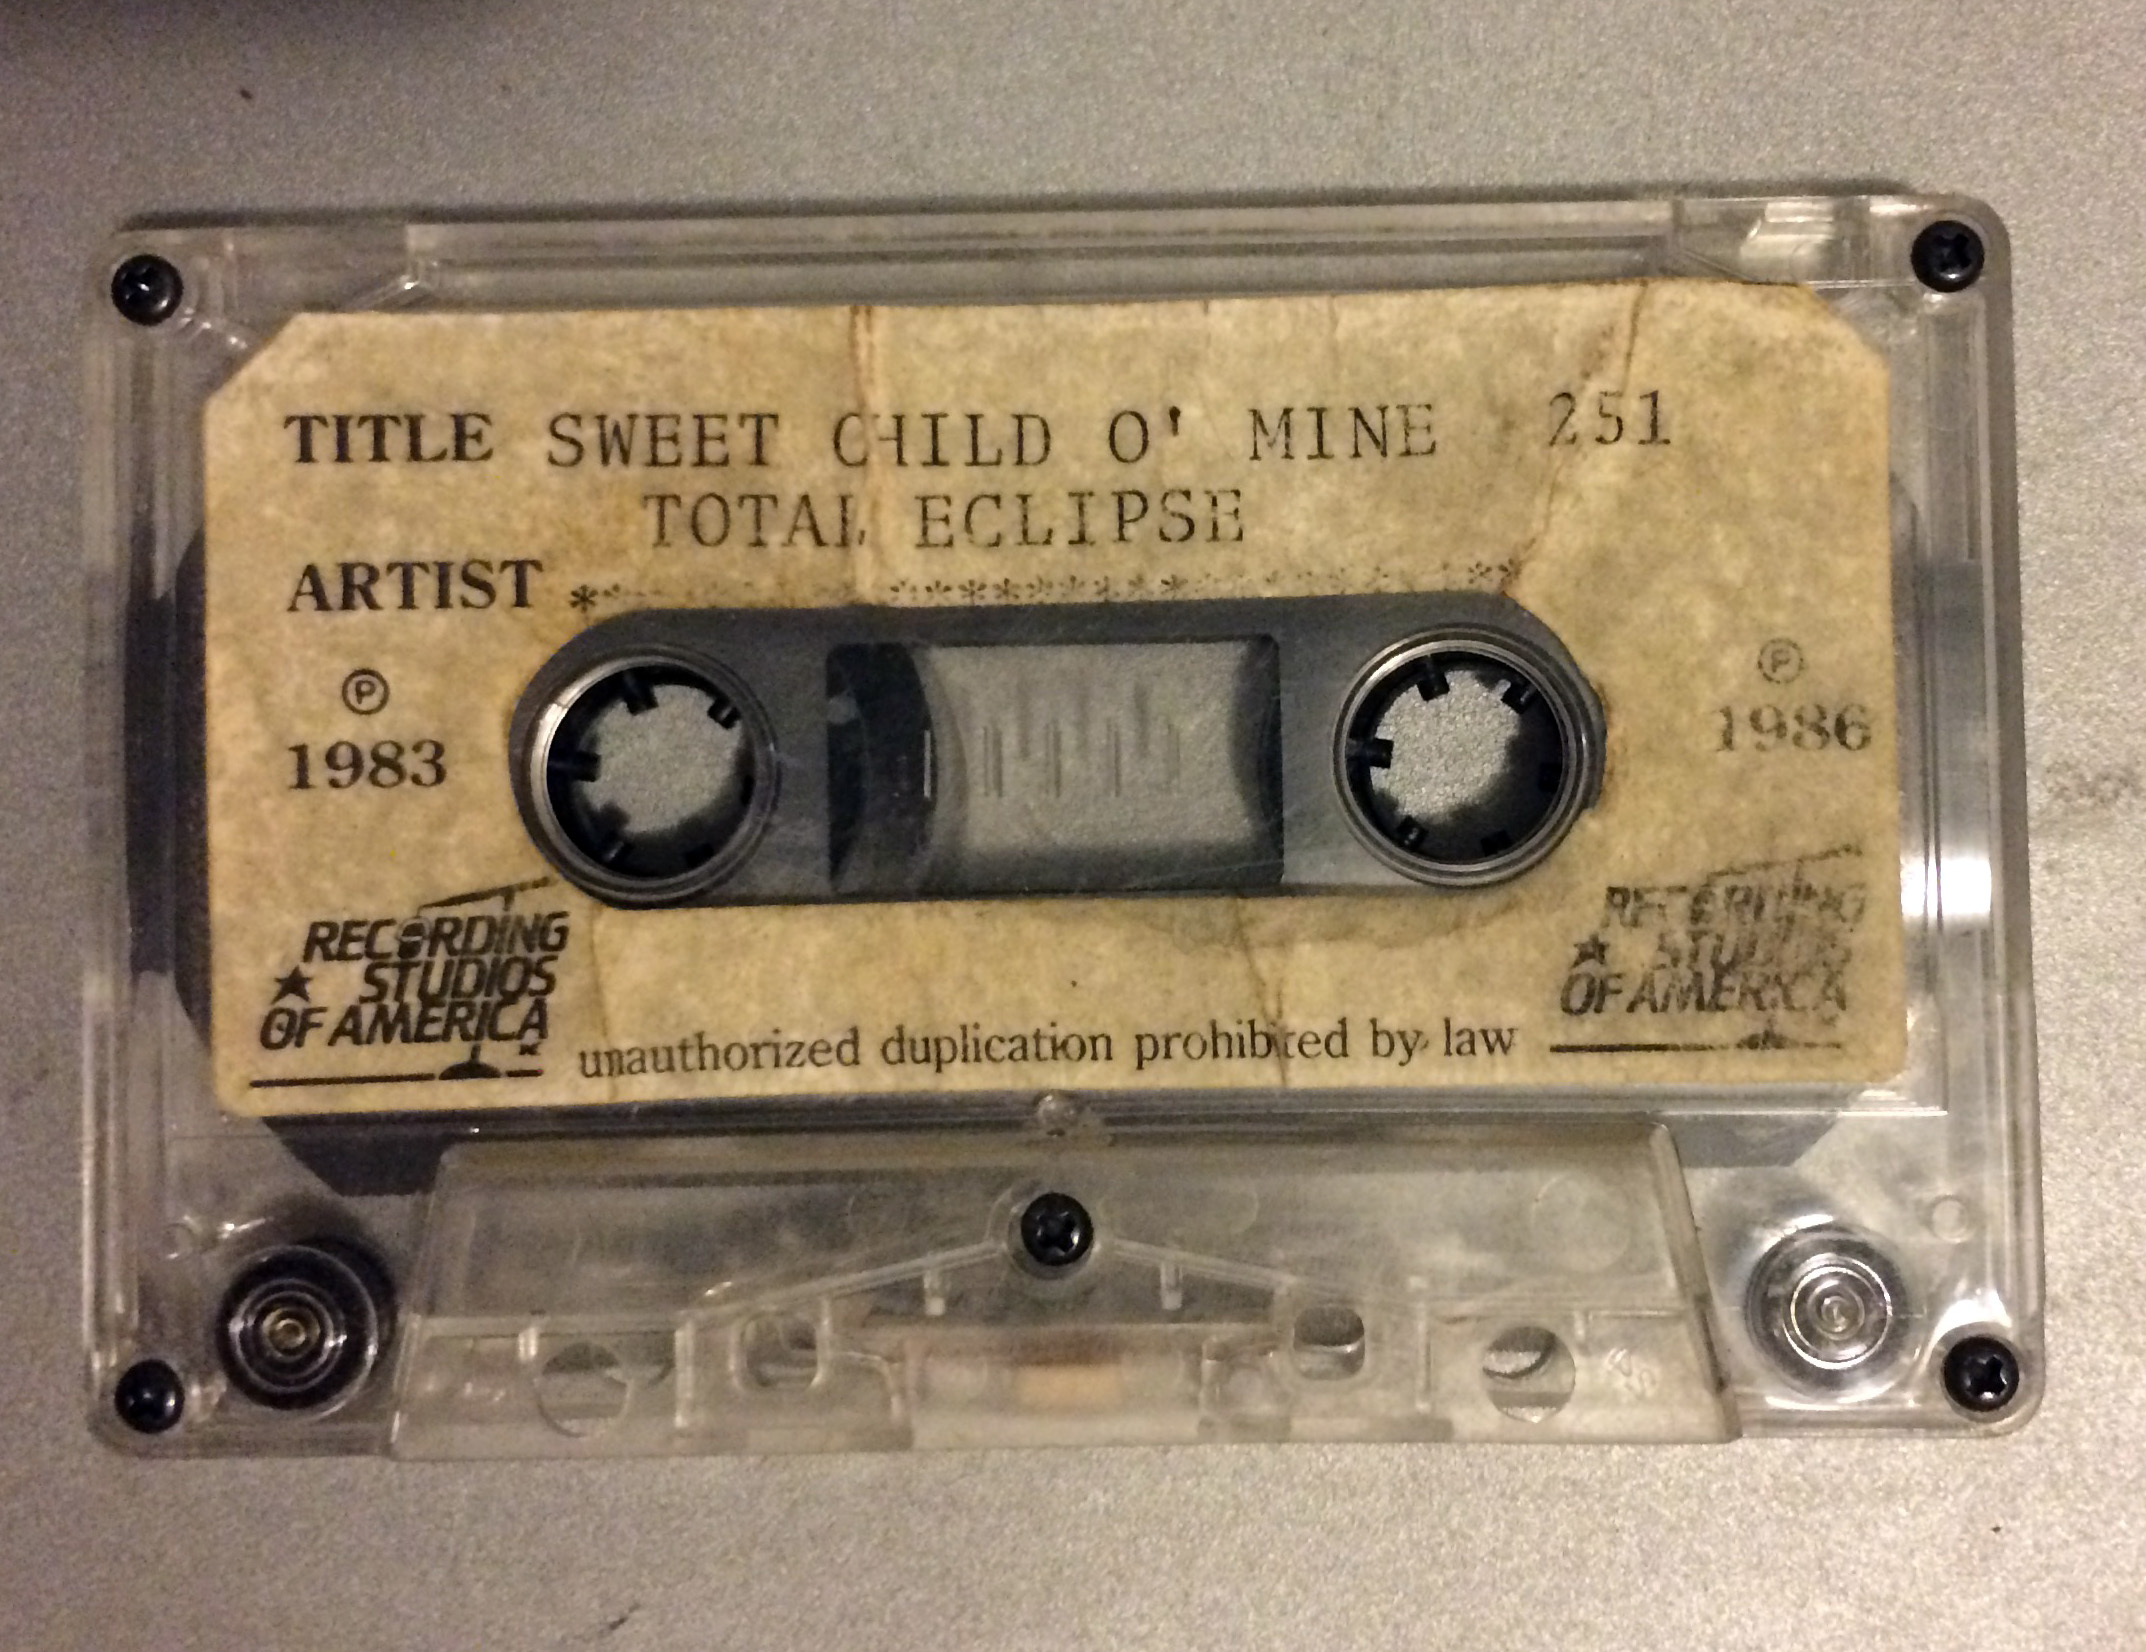 TITLE SWEET CHILD O' MINE 251
TOTAL ECLIPSE
ARTIST
℗ ℗
1983 1986
RECORDING
STUDIOS
OF AMERICA
RECORDING
STUDIOS
OF AMERICA
unauthorized duplication prohibited by law